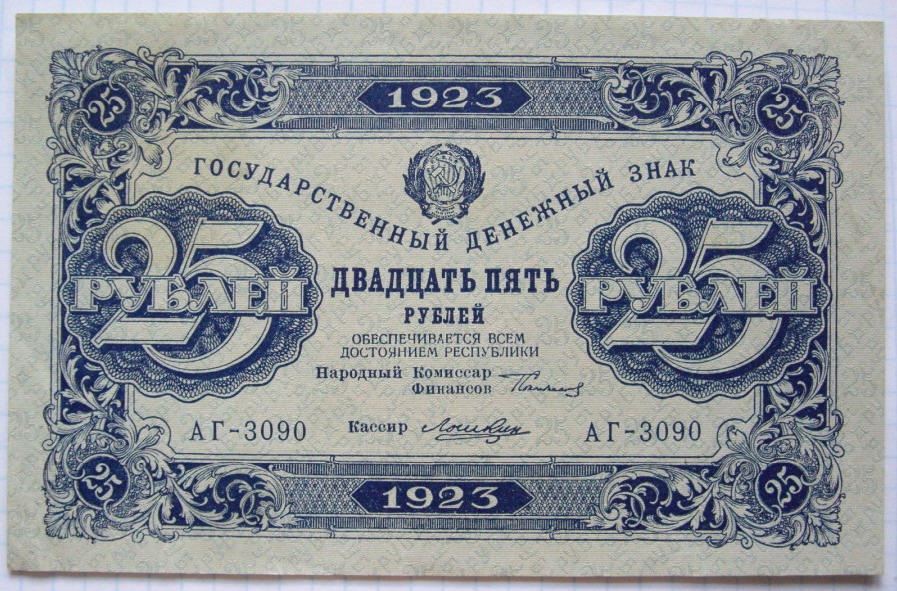 1923
25
25
ГОСУДАРСТВЕННЫЙ ДЕНЕЖНЫЙ ЗНАК
25
РУБЛЕЙ
ДВАДЦАТЬ ПЯТЬ
РУБЛЕЙ
25
РУБЛЕЙ
ОБЕСПЕЧИВАЕТСЯ ВСЕМ
ДОСТОЯНИЕМ РЕСПУБЛИКИ
Народный Комиссар
Финансов
АГ-3090
Кассир Лошкин
АГ-3090
25
1923
25